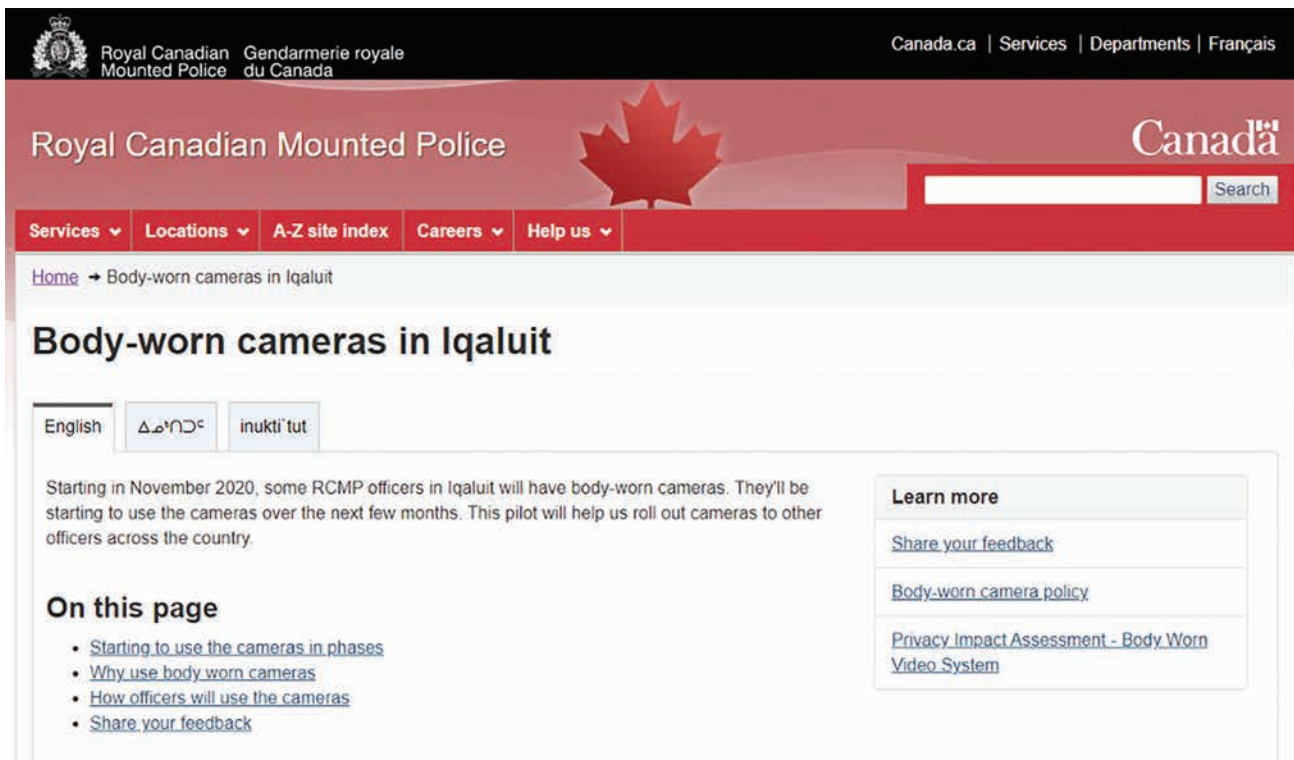 Royal Canadian Mounted Police
Gendarmerie royale du Canada
Canada.ca | Services | Departments | Français
Royal Canadian Mounted Police
Canada
Search
Services
Locations
A-Z site index
Careers
Help us
Home → Body-worn cameras in Iqaluit
Body-worn cameras in Iqaluit
English
ᐃᓄᒃᑎᑐᑦ
inukti`tut
Starting in November 2020, some RCMP officers in Iqaluit will have body-worn cameras. They'll be
starting to use the cameras over the next few months. This pilot will help us roll out cameras to other
officers across the country.
On this page
• Starting to use the cameras in phases
• Why use body worn cameras
• How officers will use the cameras
• Share your feedback
Learn more
Share your feedback
Body-worn camera policy
Privacy Impact Assessment - Body Worn
Video System